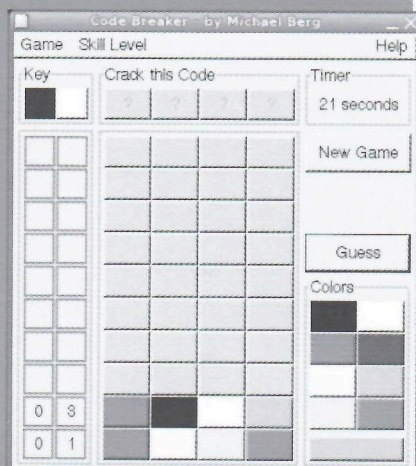 Code Breaker - by Michael Berg
Game Skill Level Help
Key Crack this Code Timer
? ? ? ? 21 seconds
New Game
Guess
Colors
0 3
0 1